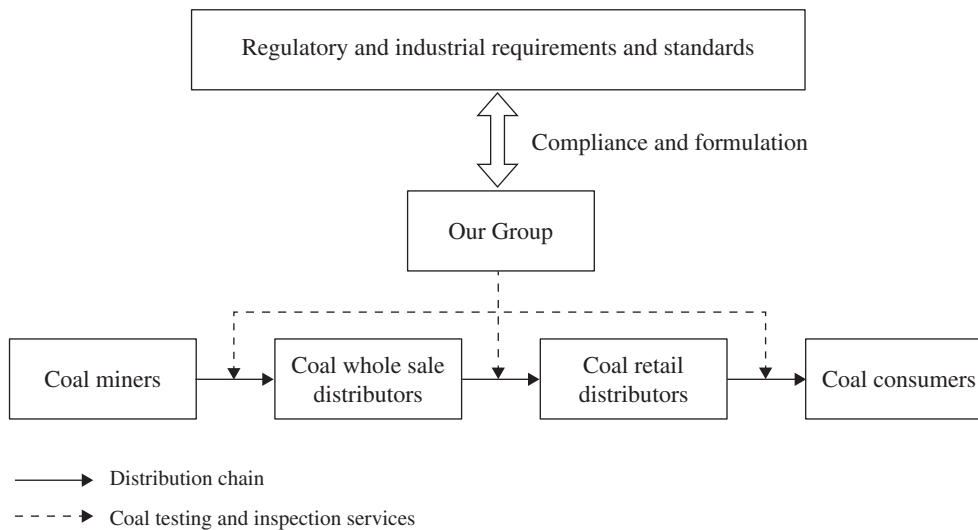 Regulatory and industrial requirements and standards
Compliance and formulation
Our Group
Coal miners
Coal whole sale
distributors
Coal retail
distributors
Coal consumers
Distribution chain
Coal testing and inspection services